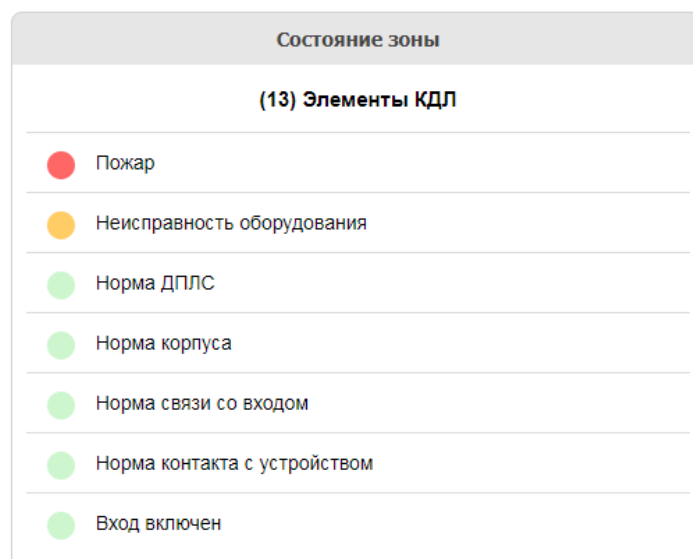 Состояние зоны
(13) Элементы КДЛ
Пожар
Неисправность оборудования
Норма ДПЛС
Норма корпуса
Норма связи со входом
Норма контакта с устройством
Вход включен